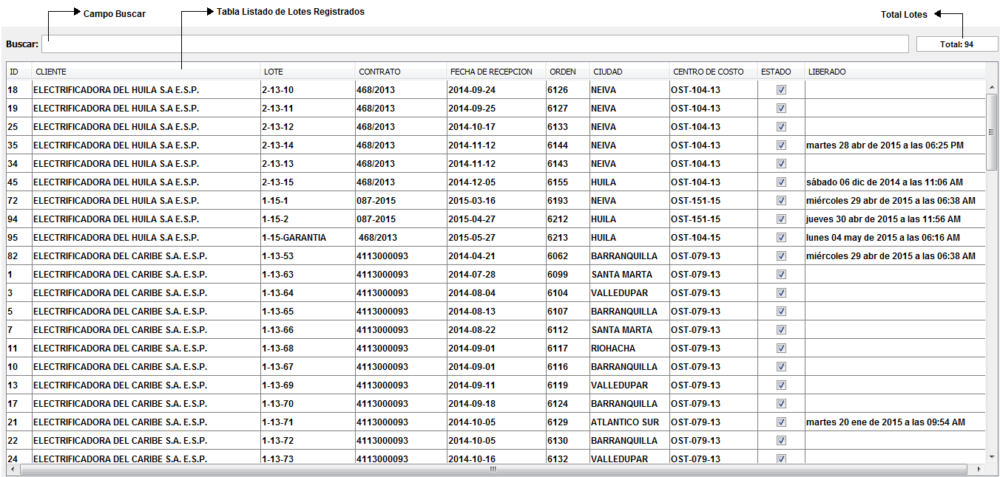 Campo Buscar Tabla Listado de Lotes Registrados Total Lotes
Buscar: Total: 94
ID CLIENTE LOTE CONTRATO FECHA DE RECEPCION ORDEN CIUDAD CENTRO DE COSTO ESTADO LIBERADO
18 ELECTRIFICADORA DEL HUILA S.A E.S.P. 2-13-10 468/2013 2014-09-24 6126 NEIVA OST-104-13
19 ELECTRIFICADORA DEL HUILA S.A E.S.P. 2-13-11 468/2013 2014-09-25 6127 NEIVA OST-104-13
25 ELECTRIFICADORA DEL HUILA S.A E.S.P. 2-13-12 468/2013 2014-10-17 6133 NEIVA OST-104-13
35 ELECTRIFICADORA DEL HUILA S.A E.S.P. 2-13-14 468/2013 2014-11-12 6144 NEIVA OST-104-13 martes 28 abr de 2015 a las 06:25 PM
34 ELECTRIFICADORA DEL HUILA S.A E.S.P. 2-13-13 468/2013 2014-11-12 6143 NEIVA OST-104-13
45 ELECTRIFICADORA DEL HUILA S.A E.S.P. 2-13-15 468/2013 2014-12-05 6155 HUILA OST-104-13 sábado 06 dic de 2014 a las 11:06 AM
72 ELECTRIFICADORA DEL HUILA S.A E.S.P. 1-15-1 087-2015 2015-03-16 6193 NEIVA OST-151-15 miércoles 29 abr de 2015 a las 06:38 AM
94 ELECTRIFICADORA DEL HUILA S.A E.S.P. 1-15-2 087-2015 2015-04-27 6212 HUILA OST-151-15 jueves 30 abr de 2015 a las 11:56 AM
95 ELECTRIFICADORA DEL HUILA S.A E.S.P. 1-15-GARANTIA 468/2013 2015-05-27 6213 HUILA OST-104-15 lunes 04 may de 2015 a las 06:16 AM
82 ELECTRIFICADORA DEL CARIBE S.A. E.S.P. 1-13-53 4113000093 2014-04-21 6062 BARRANQUILLA OST-079-13 miércoles 29 abr de 2015 a las 06:38 AM
1 ELECTRIFICADORA DEL CARIBE S.A. E.S.P. 1-13-63 4113000093 2014-07-28 6099 SANTA MARTA OST-079-13
3 ELECTRIFICADORA DEL CARIBE S.A. E.S.P. 1-13-64 4113000093 2014-08-04 6104 VALLEDUPAR OST-079-13
5 ELECTRIFICADORA DEL CARIBE S.A. E.S.P. 1-13-65 4113000093 2014-08-13 6107 BARRANQUILLA OST-079-13
7 ELECTRIFICADORA DEL CARIBE S.A. E.S.P. 1-13-66 4113000093 2014-08-22 6112 SANTA MARTA OST-079-13
11 ELECTRIFICADORA DEL CARIBE S.A. E.S.P. 1-13-68 4113000093 2014-09-01 6117 RIOHACHA OST-079-13
10 ELECTRIFICADORA DEL CARIBE S.A. E.S.P. 1-13-67 4113000093 2014-09-01 6116 BARRANQUILLA OST-079-13
13 ELECTRIFICADORA DEL CARIBE S.A. E.S.P. 1-13-69 4113000093 2014-09-11 6119 VALLEDUPAR OST-079-13
17 ELECTRIFICADORA DEL CARIBE S.A. E.S.P. 1-13-70 4113000093 2014-09-18 6124 BARRANQUILLA OST-079-13
21 ELECTRIFICADORA DEL CARIBE S.A. E.S.P. 1-13-71 4113000093 2014-10-05 6129 ATLANTICO SUR OST-079-13 martes 20 ene de 2015 a las 09:54 AM
22 ELECTRIFICADORA DEL CARIBE S.A. E.S.P. 1-13-72 4113000093 2014-10-05 6130 BARRANQUILLA OST-079-13
24 ELECTRIFICADORA DEL CARIBE S.A. E.S.P. 1-13-73 4113000093 2014-10-16 6132 VALLEDUPAR OST-079-13